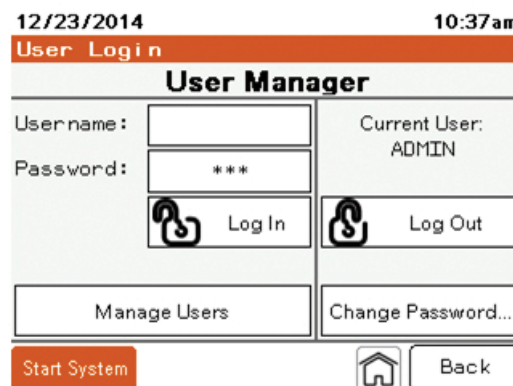 12/23/2014 10:37am
User Login
User Manager
Username:
Current User:
ADMIN
Password: ***
Log In
Log Out
Manage Users
Change Password...
Start System
Back